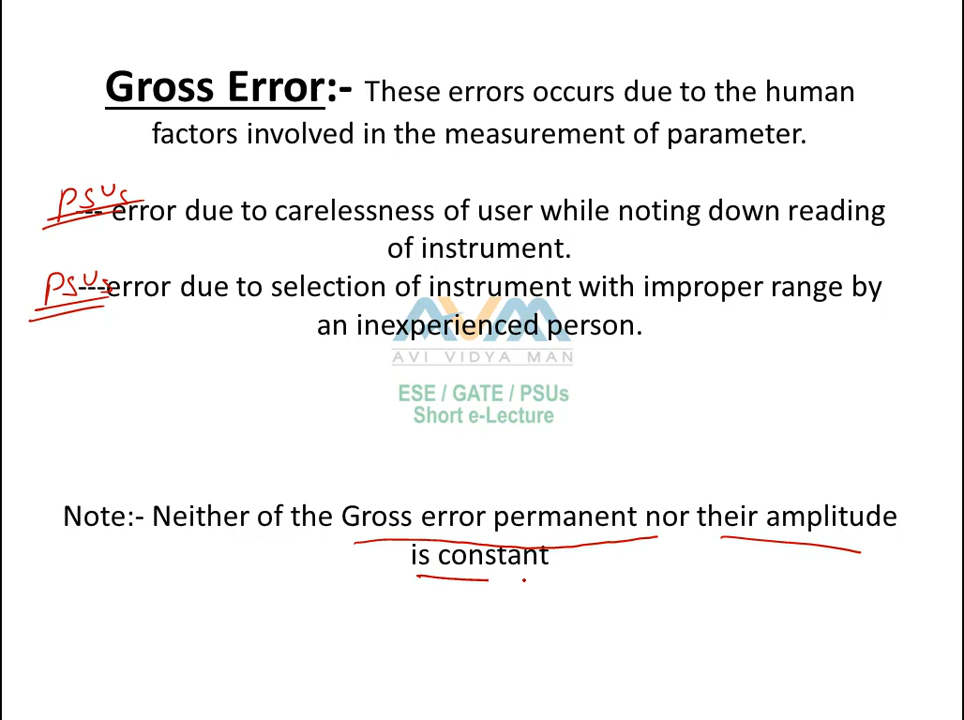 Gross Error:- These errors occurs due to the human
factors involved in the measurement of parameter.
PSUs
--- error due to carelessness of user while noting down reading
of instrument.
PSUs
---error due to selection of instrument with improper range by
an inexperienced person.
AVM
AVI VIDYA MAN
ESE / GATE / PSUs
Short e-Lecture
Note:- Neither of the Gross error permanent nor their amplitude
is constant